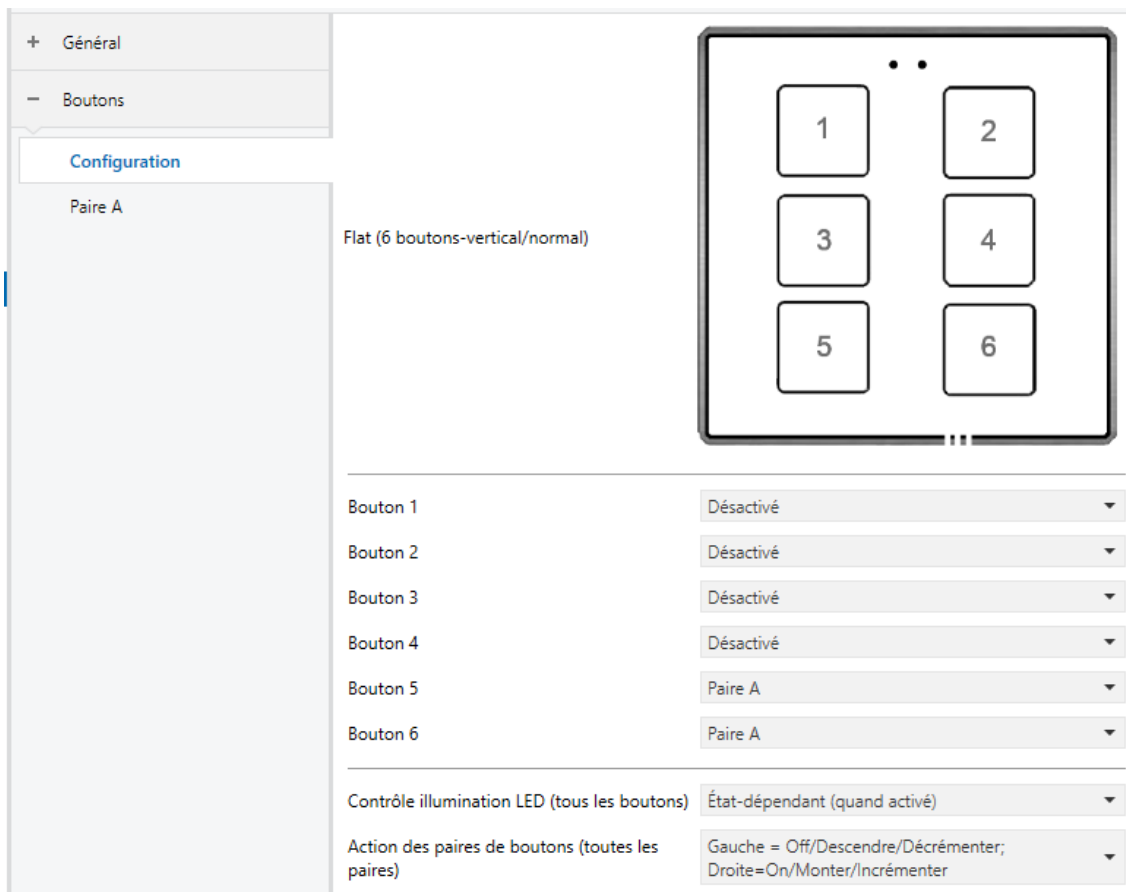 + Général
− Boutons
Configuration
Paire A
Flat (6 boutons-vertical/normal)
1
2
3
4
5
6
Bouton 1 Désactivé
Bouton 2 Désactivé
Bouton 3 Désactivé
Bouton 4 Désactivé
Bouton 5 Paire A
Bouton 6 Paire A
Contrôle illumination LED (tous les boutons) État-dépendant (quand activé)
Action des paires de boutons (toutes les paires)
Gauche = Off/Descendre/Décrémenter;
Droite=On/Monter/Incrémenter